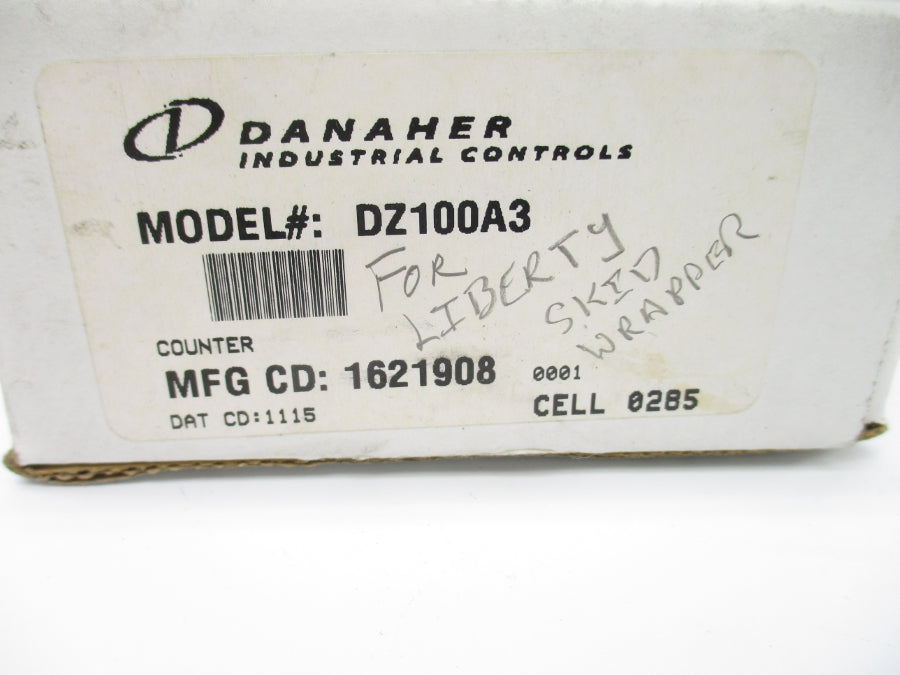 DANAHER
INDUSTRIAL CONTROLS
MODEL#: DZ100A3
FOR
LIBERTY
SKID
WRAPPER
COUNTER
MFG CD: 1621908 0001
DAT CD:1115 CELL 0285